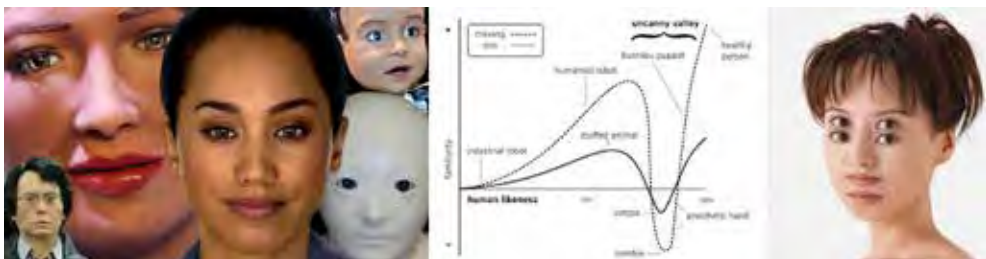 uncanny valley
moving
still
healthy
person
bunraku puppet
humanoid robot
stuffed animal
industrial robot
familiarity
human likeness
corpse
prosthetic hand
zombie